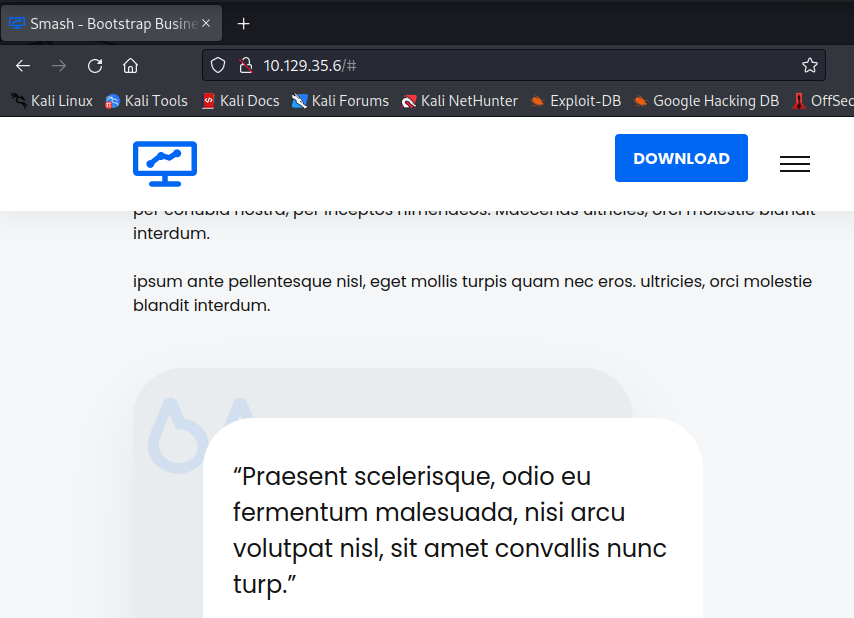 Smash - Bootstrap Busine
10.129.35.6/#
Kali Linux Kali Tools Kali Docs Kali Forums Kali NetHunter Exploit-DB Google Hacking DB OffSec
DOWNLOAD
per conubia nostra, per inceptos himenaeos. Maecenas ultricies, orci molestie blandit
interdum.
ipsum ante pellentesque nisl, eget mollis turpis quam nec eros. ultricies, orci molestie
blandit interdum.
“Praesent scelerisque, odio eu
fermentum malesuada, nisi arcu
volutpat nisl, sit amet convallis nunc
turp.”